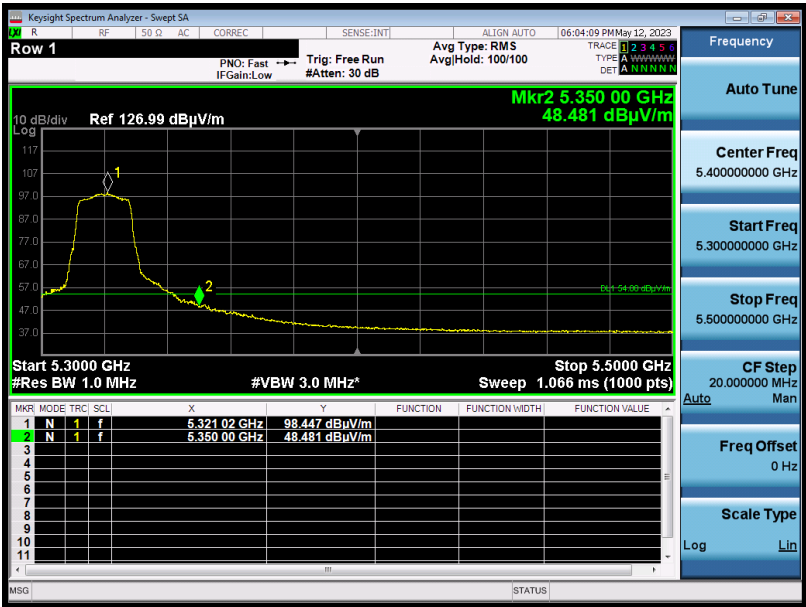 Keysight Spectrum Analyzer - Swept SA
LXI R RF 50 Ω AC CORREC SENSE:INT ALIGN AUTO 06:04:09 PM May 12, 2023
Row 1
PNO: Fast
IFGain:Low
Trig: Free Run
#Atten: 30 dB
Avg Type: RMS
Avg|Hold: 100/100
TRACE 1 2 3 4 5 6
TYPE A WWWWW
DET A N N N N N
Mkr2 5.350 00 GHz
48.481 dBµV/m
10 dB/div Ref 126.99 dBµV/m
Log
117
107
97.0
87.0
77.0
67.0
57.0
47.0
37.0
1
2
DL1 54.00 dBµV/m
Start 5.3000 GHz Stop 5.5000 GHz
#Res BW 1.0 MHz #VBW 3.0 MHz* Sweep 1.066 ms (1000 pts)
MKR MODE TRC SCL X Y FUNCTION FUNCTION WIDTH FUNCTION VALUE
1 N 1 f 5.321 02 GHz 98.447 dBµV/m
2 N 1 f 5.350 00 GHz 48.481 dBµV/m
3
4
5
6
7
8
9
10
11
MSG STATUS
Frequency
Auto Tune
Center Freq
5.400000000 GHz
Start Freq
5.300000000 GHz
Stop Freq
5.500000000 GHz
CF Step
20.000000 MHz
Auto Man
Freq Offset
0 Hz
Scale Type
Log Lin